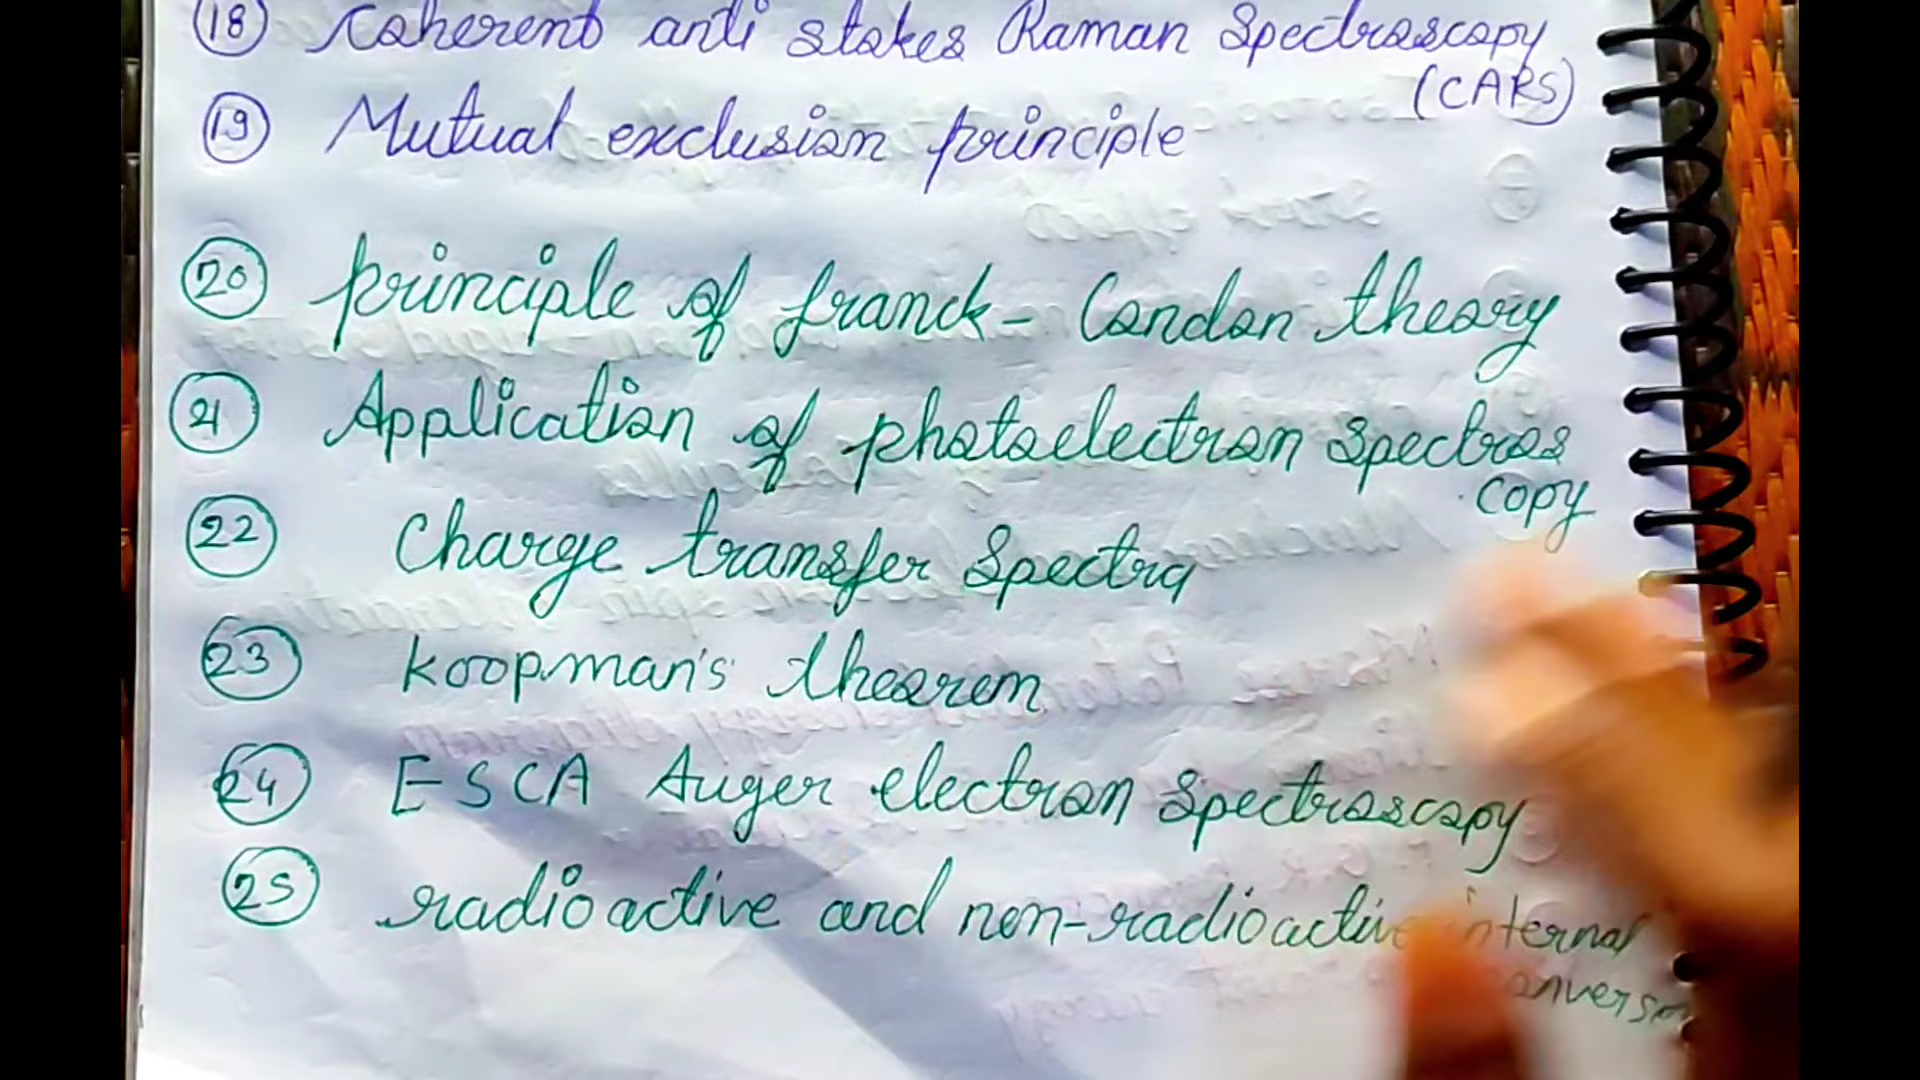 18 Coherent anti stokes Raman Spectroscopy
(CARS)
19 Mutual exclusion principle
20 principle of franck - Condon theory
21 Application of photoelectron spectros
copy
22 Charge transfer Spectra
23 Koopman's theorem
24 ESCA Auger electron Spectroscopy
25 radioactive and non-radioactive internal